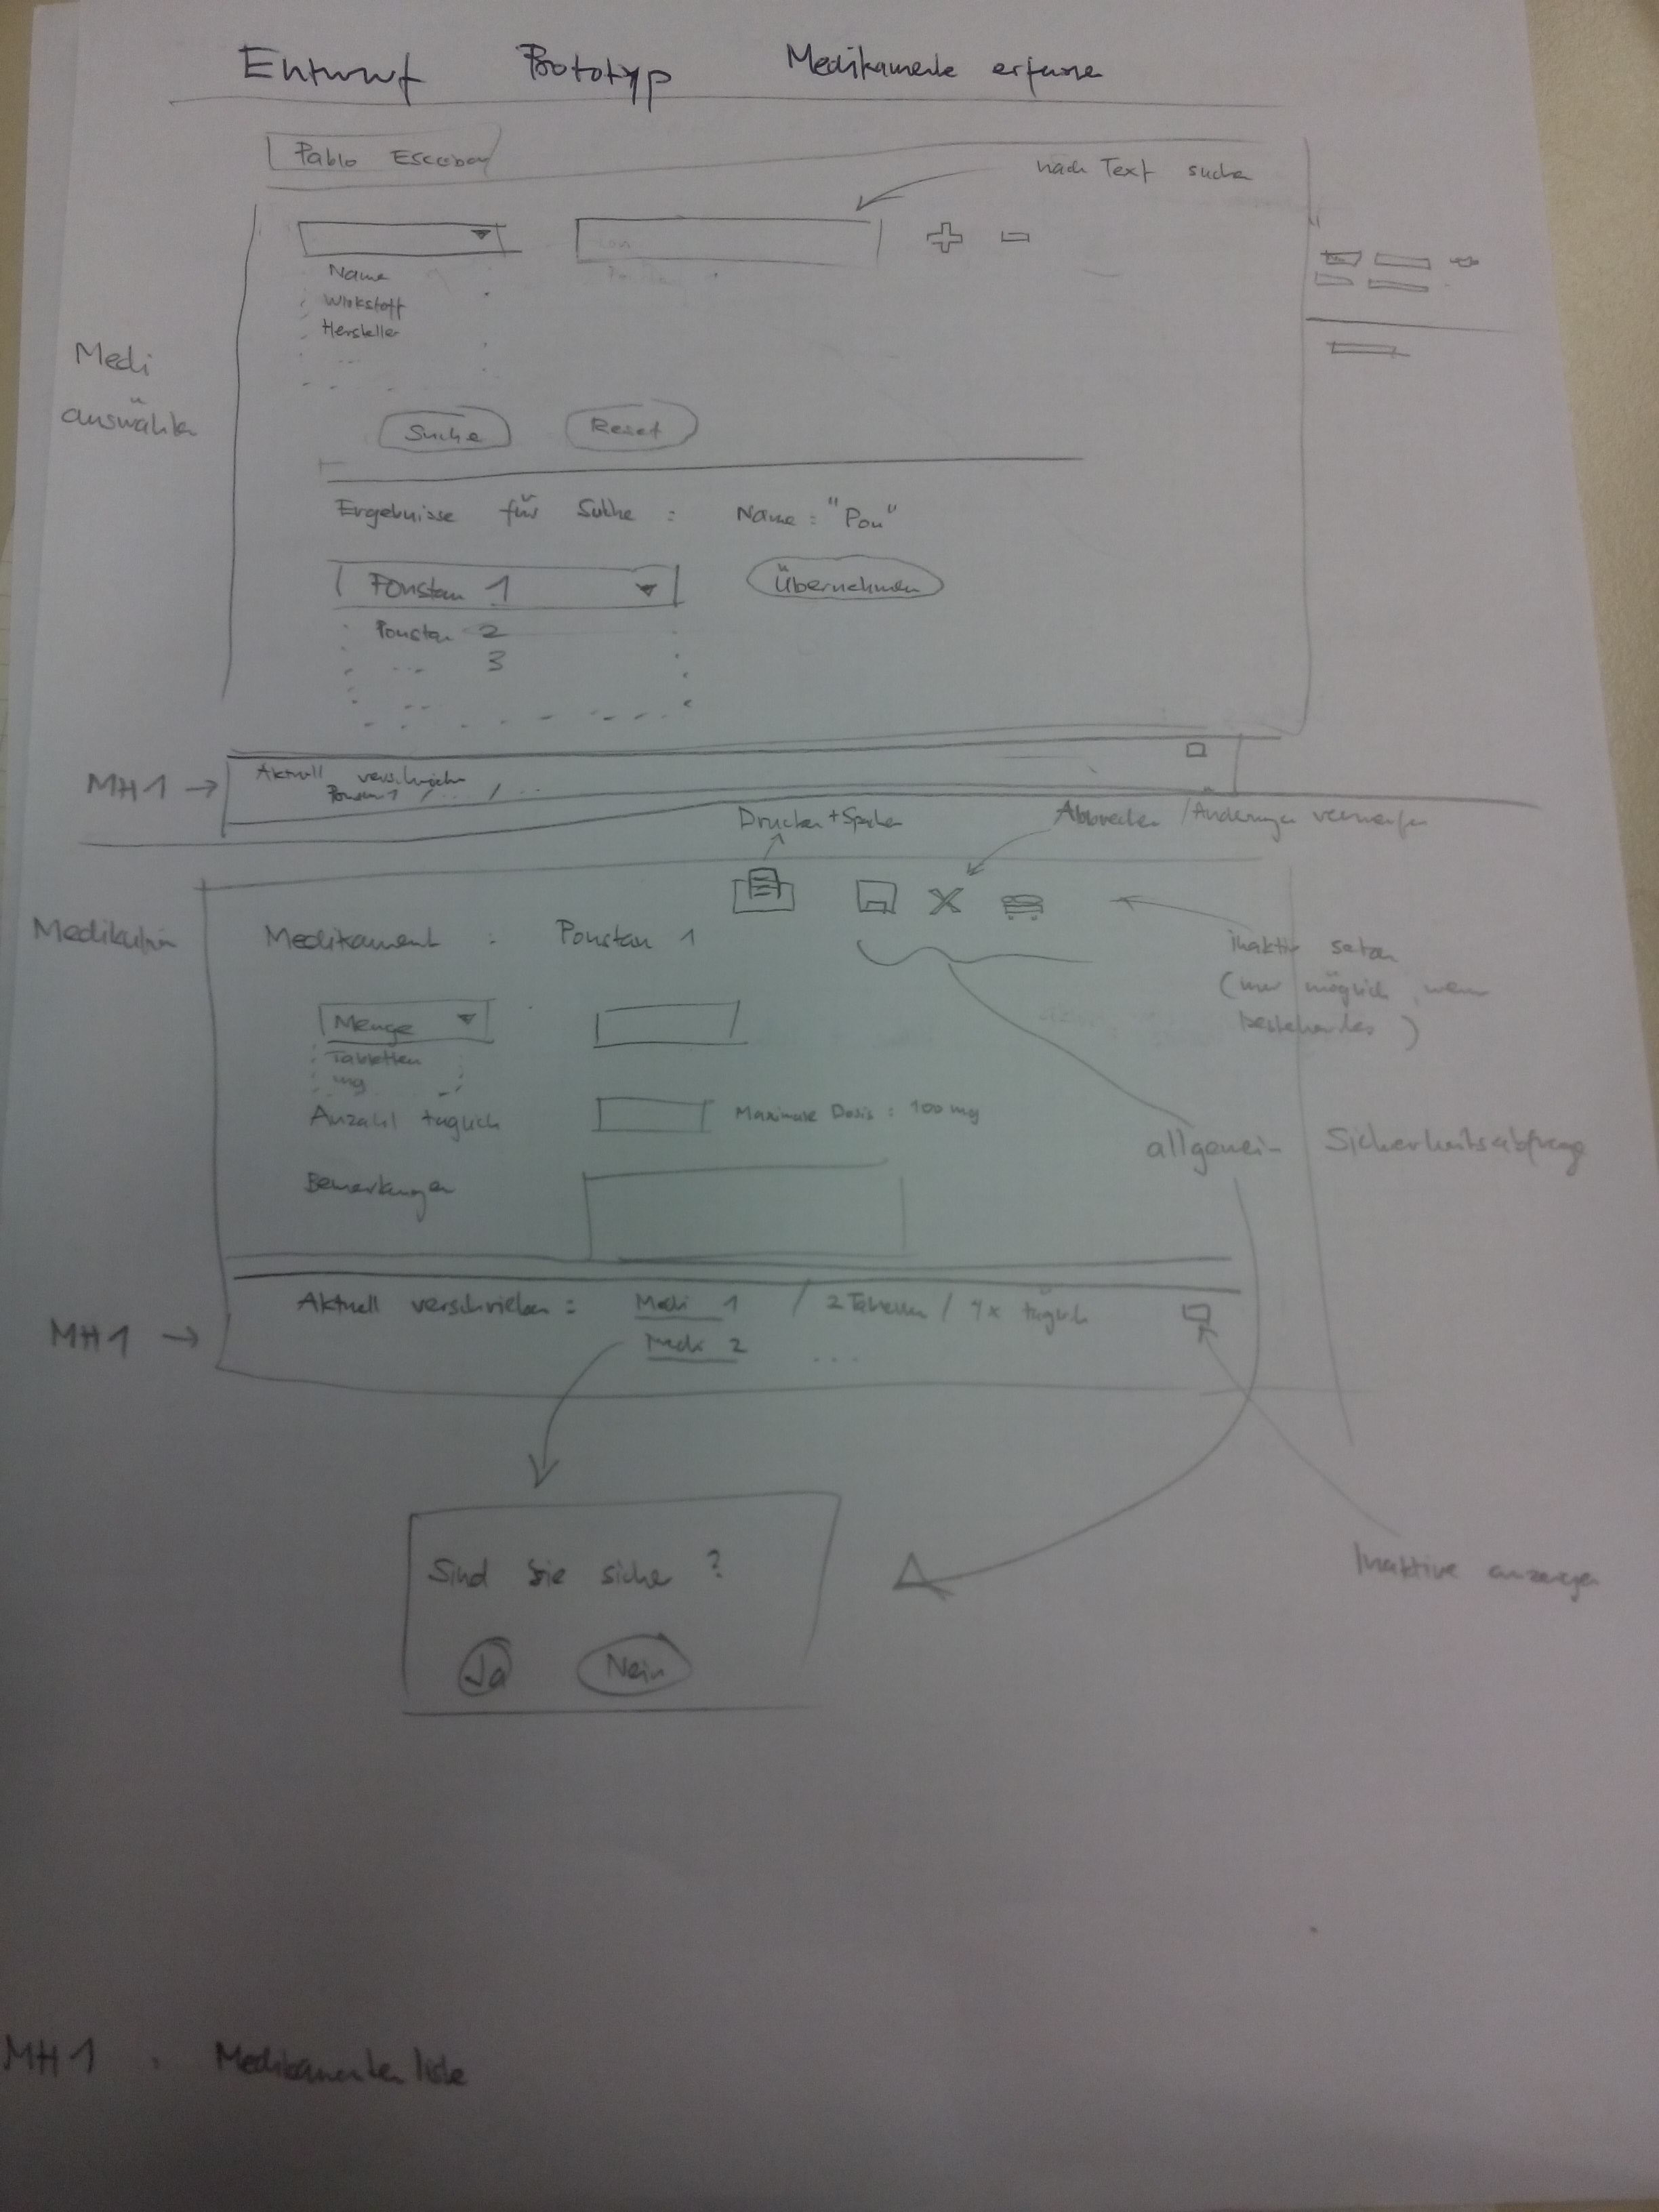 Entwurf Prototyp Medikamente erfassen
Pablo Escobar
nach Text suchen
Name
Wirkstoff
Hersteller
Medi
auswählen
Suche Reset
Ergebnisse für Suche : Name : "Pon"
Ponstan 1 Übernehmen
Ponstan 2
3
MH1 →
Aktuell verschrieben
Ponstan 1 / ... / ...
Drucken + Speichern Abbrechen / Änderungen verwerfen
Medikation
Medikament : Ponstan 1
inaktiv setzen
(nur möglich, wenn
bestehendes)
Menge
Tabletten
mg
Anzahl täglich Maximale Dosis : 100 mg
allgemein Sicherheitsabfrage
Bemerkungen
MH1 →
Aktuell verschrieben : Medi 1 / 2 Tabletten / 4x täglich
Medi 2 ...
Sind Sie sicher ?
Inaktive anzeigen
Ja Nein
MH1 : Medikamentenliste